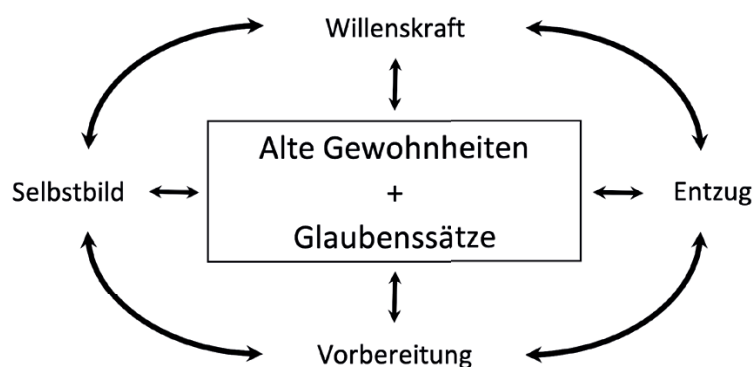 Willenskraft
Alte Gewohnheiten
Selbstbild + Entzug
Glaubenssätze
Vorbereitung